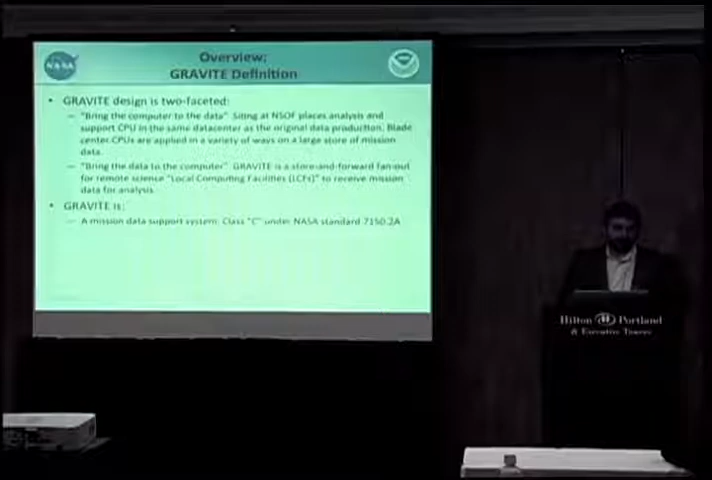 NASA
Overview:
GRAVITE Definition
• GRAVITE design is two-faceted:
– "Bring the computer to the data" Siting at NSOF places analysis and
support CPU in the same datacenter as the original data production. Blade
center CPUs are applied in a variety of ways on a large store of mission
data.
– "Bring the data to the computer" GRAVITE is a store-and-forward fan-out
for remote science "Local Computing Facilities (LCFs)" to receive mission
data for analysis.
• GRAVITE is:
– A mission data support system: Class "C" under NASA standard 7150.2A
Hilton Portland
& Executive Tower